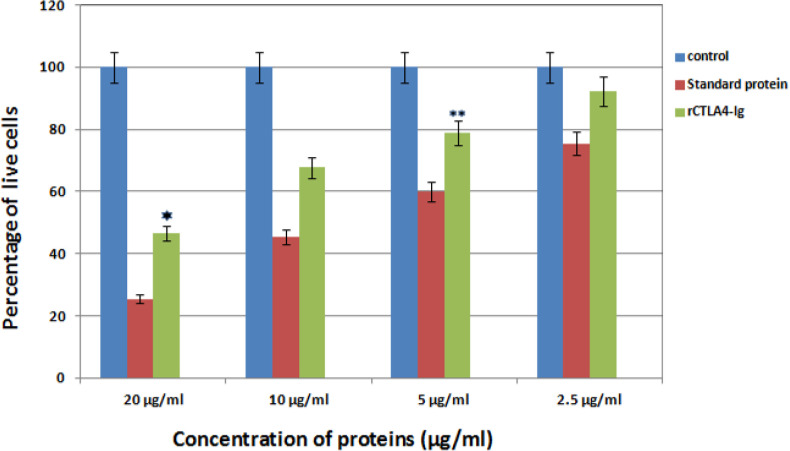 120
100
80
60
40
20
0
Percentage of live cells
*
**
20 µg/ml 10 µg/ml 5 µg/ml 2.5 µg/ml
Concentration of proteins (µg/ml)
control
Standard protein
rCTLA4-Ig